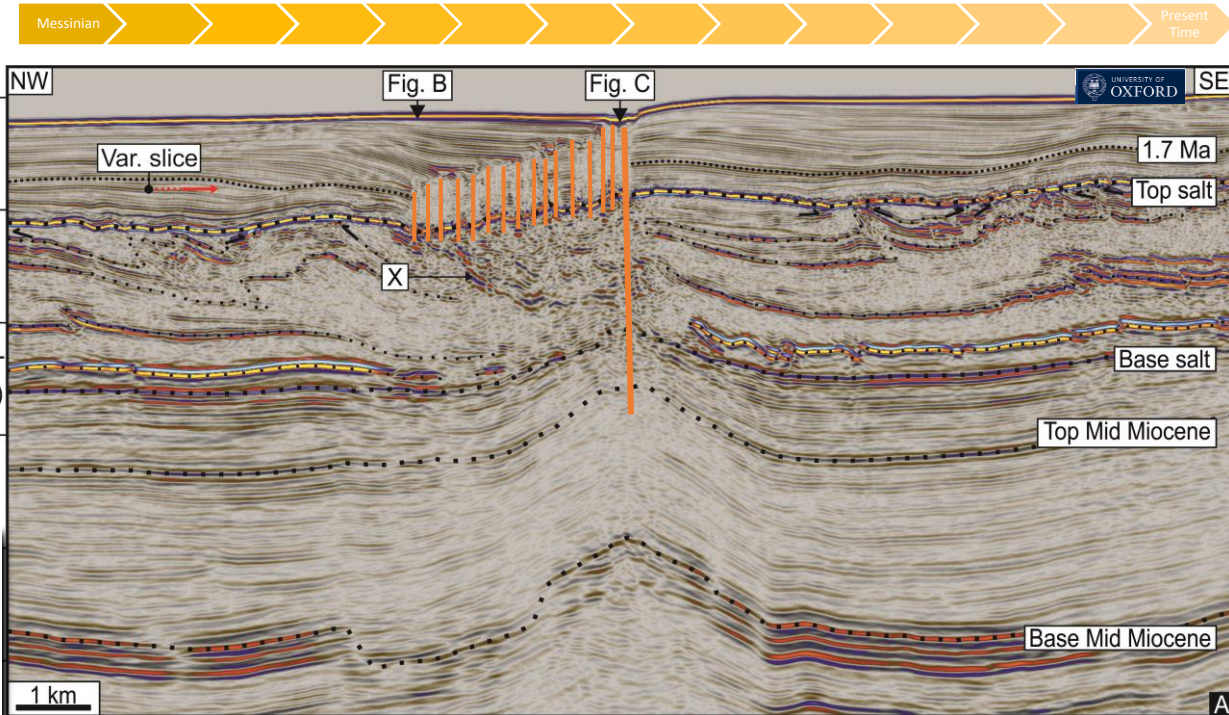 Messinian
Present
Time
NW
Fig. B
Fig. C
UNIVERSITY OF
OXFORD
SE
Var. slice
1.7 Ma
Top salt
X
Base salt
Top Mid Miocene
Base Mid Miocene
1 km
A